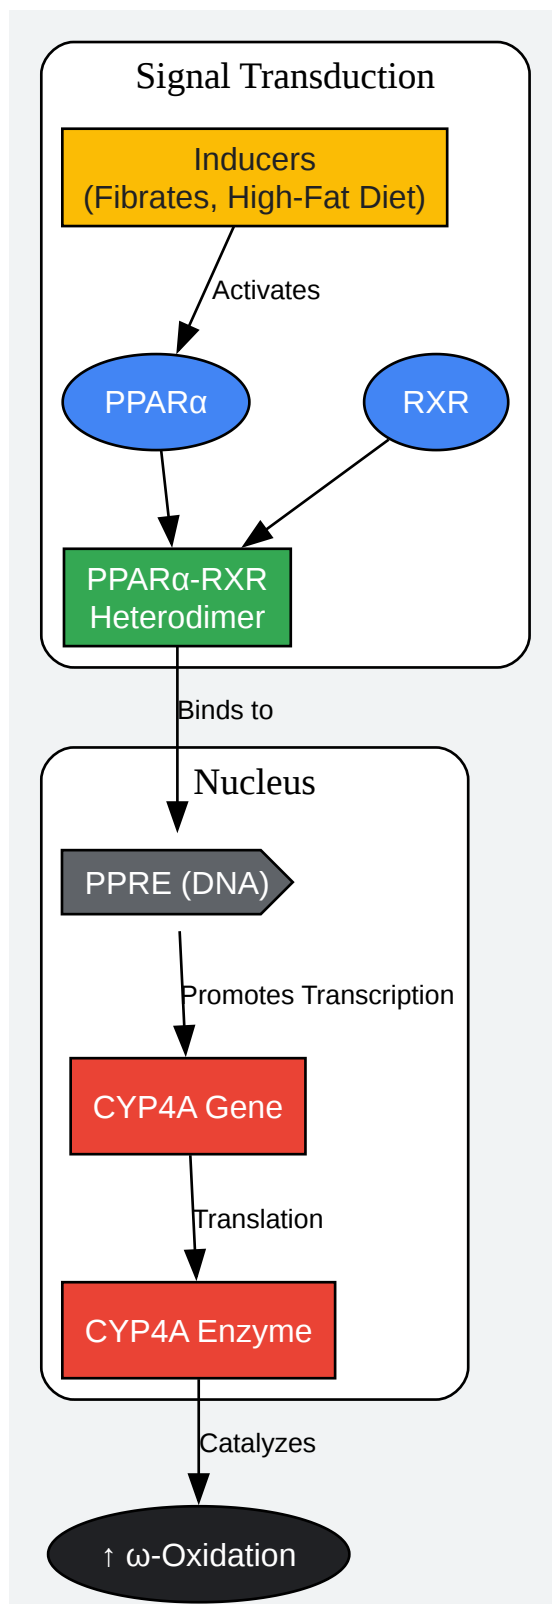 Signal Transduction
Inducers
(Fibrates, High-Fat Diet)
Activates
PPARα
RXR
PPARα-RXR
Heterodimer
Binds to
Nucleus
PPRE (DNA)
Promotes Transcription
CYP4A Gene
Translation
CYP4A Enzyme
Catalyzes
↑ ω-Oxidation